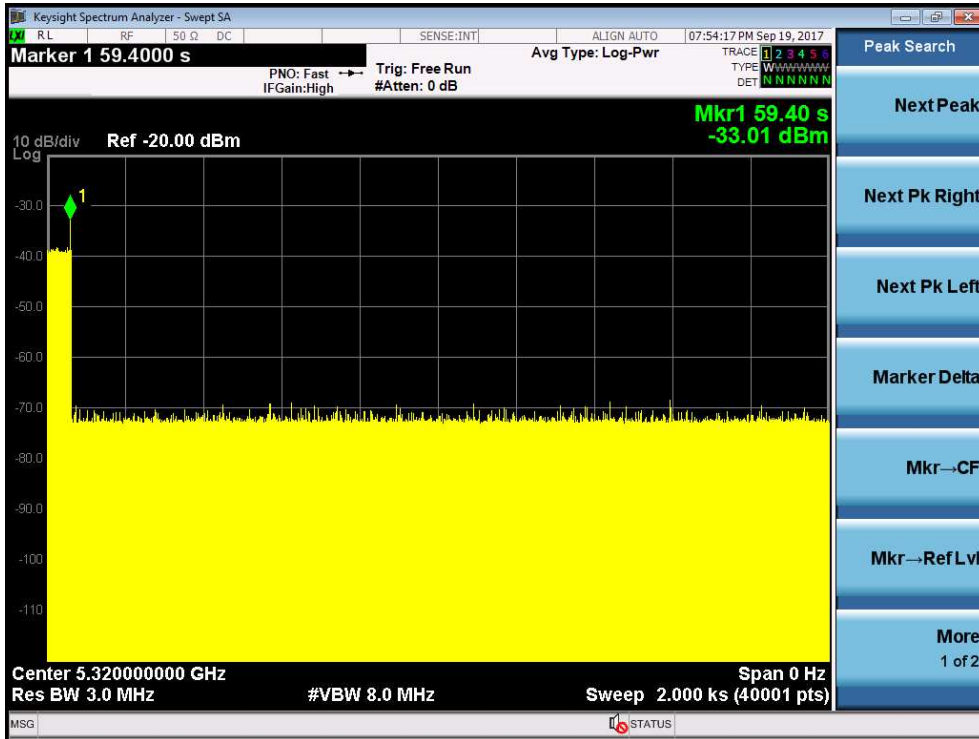 Keysight Spectrum Analyzer - Swept SA
LXI RL RF 50 Ω DC SENSE:INT ALIGN AUTO 07:54:17 PM Sep 19, 2017
Marker 1 59.4000 s
PNO: Fast
IFGain:High
Trig: Free Run
#Atten: 0 dB
Avg Type: Log-Pwr
TRACE 1 2 3 4 5 6
TYPE WWWWWW
DET N N N N N N
Peak Search
Next Peak
Next Pk Right
Next Pk Left
Marker Delta
Mkr→CF
Mkr→Ref Lvl
More
1 of 2
Mkr1 59.40 s
-33.01 dBm
10 dB/div Ref -20.00 dBm
Log
1
-30.0
-40.0
-50.0
-60.0
-70.0
-80.0
-90.0
-100
-110
Center 5.320000000 GHz Span 0 Hz
Res BW 3.0 MHz #VBW 8.0 MHz Sweep 2.000 ks (40001 pts)
MSG STATUS